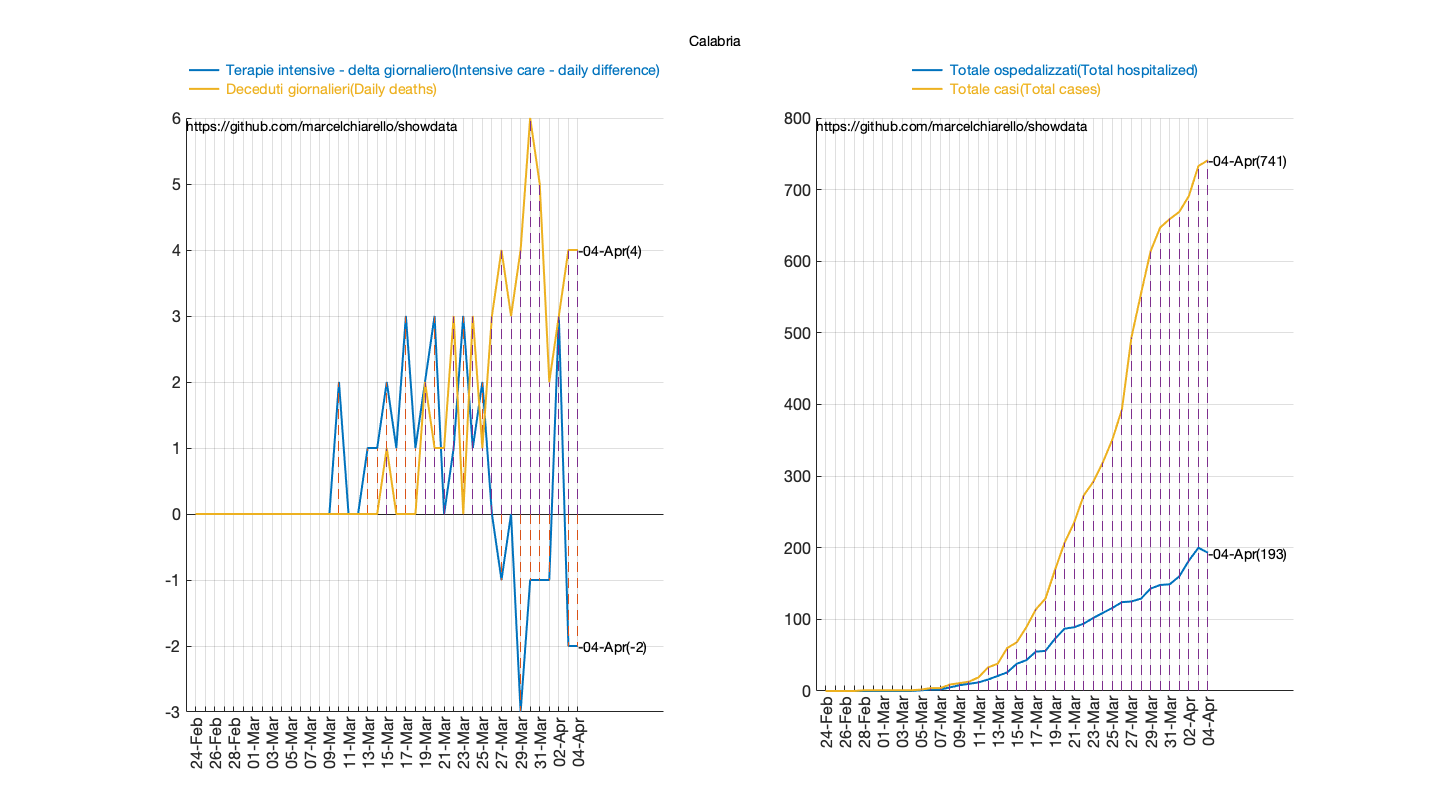 Calabria
Terapie intensive - delta giornaliero(Intensive care - daily difference)
Deceduti giornalieri(Daily deaths)
https://github.com/marcelchiarello/showdata
6
5
4
3
2
1
0
-1
-2
-3
-04-Apr(4)
-04-Apr(-2)
24-Feb
26-Feb
28-Feb
01-Mar
03-Mar
05-Mar
07-Mar
09-Mar
11-Mar
13-Mar
15-Mar
17-Mar
19-Mar
21-Mar
23-Mar
25-Mar
27-Mar
29-Mar
31-Mar
02-Apr
04-Apr
Totale ospedalizzati(Total hospitalized)
Totale casi(Total cases)
https://github.com/marcelchiarello/showdata
800
700
600
500
400
300
200
100
0
-04-Apr(741)
-04-Apr(193)
24-Feb
26-Feb
28-Feb
01-Mar
03-Mar
05-Mar
07-Mar
09-Mar
11-Mar
13-Mar
15-Mar
17-Mar
19-Mar
21-Mar
23-Mar
25-Mar
27-Mar
29-Mar
31-Mar
02-Apr
04-Apr